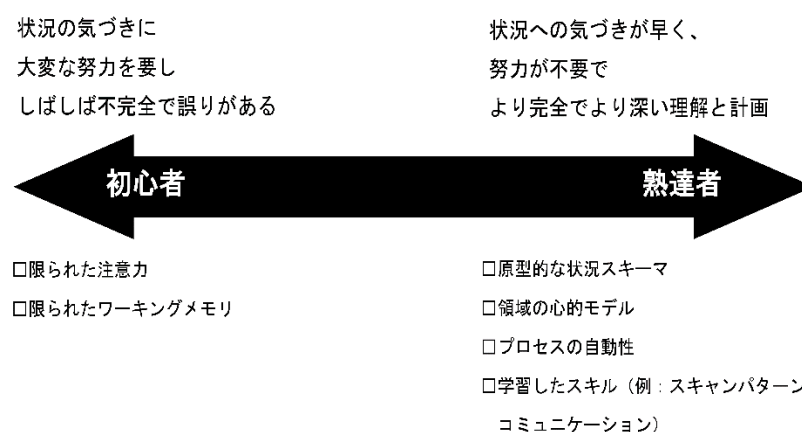 状況の気づきに
大変な努力を要し
しばしば不完全で誤りがある
状況への気づきが早く、
努力が不要で
より完全でより深い理解と計画
初心者
熟達者
□限られた注意力
□限られたワーキングメモリ
□原型的な状況スキーマ
□領域の心的モデル
□プロセスの自動性
□学習したスキル（例：スキャンパターン
コミュニケーション）